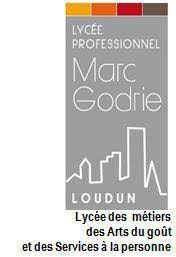 LYCÉE
PROFESSIONNEL
Marc
Godrie
LOUDUN
Lycée des métiers
des Arts du goût
et des Services à la personne